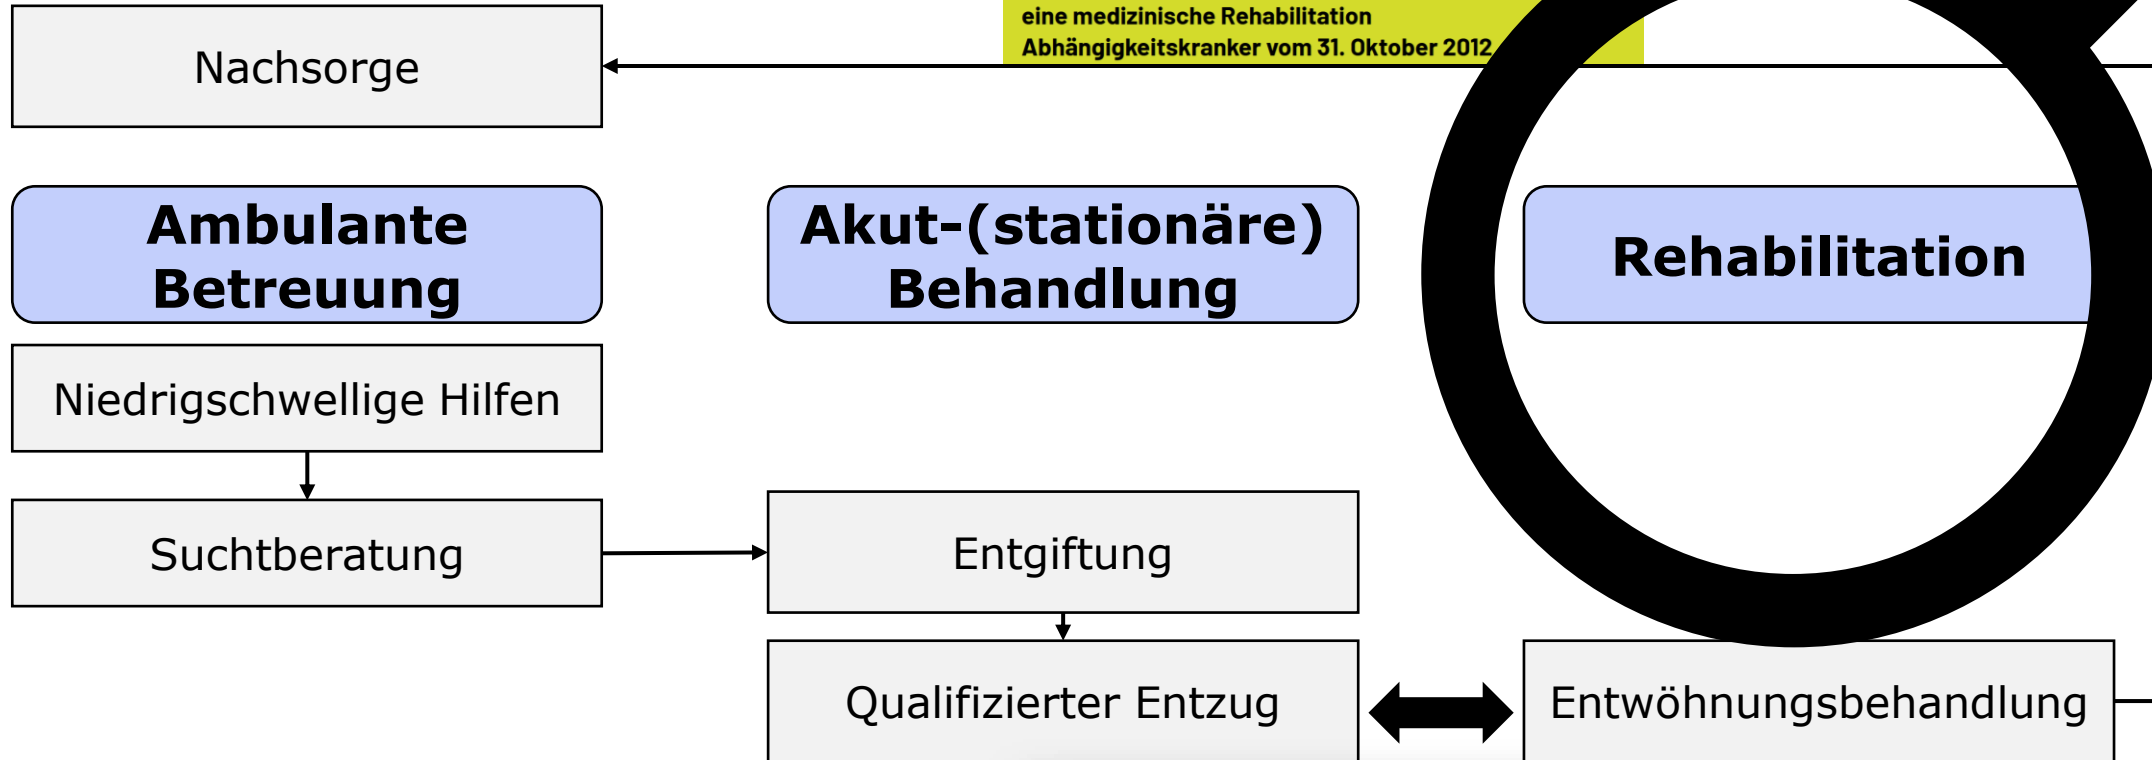 eine medizinische Rehabilitation
Abhängigkeitskranker vom 31. Oktober 2012
Nachsorge
Ambulante
Betreuung
Akut-(stationäre)
Behandlung
Rehabilitation
Niedrigschwellige Hilfen
Suchtberatung
Entgiftung
Qualifizierter Entzug
Entwöhnungsbehandlung